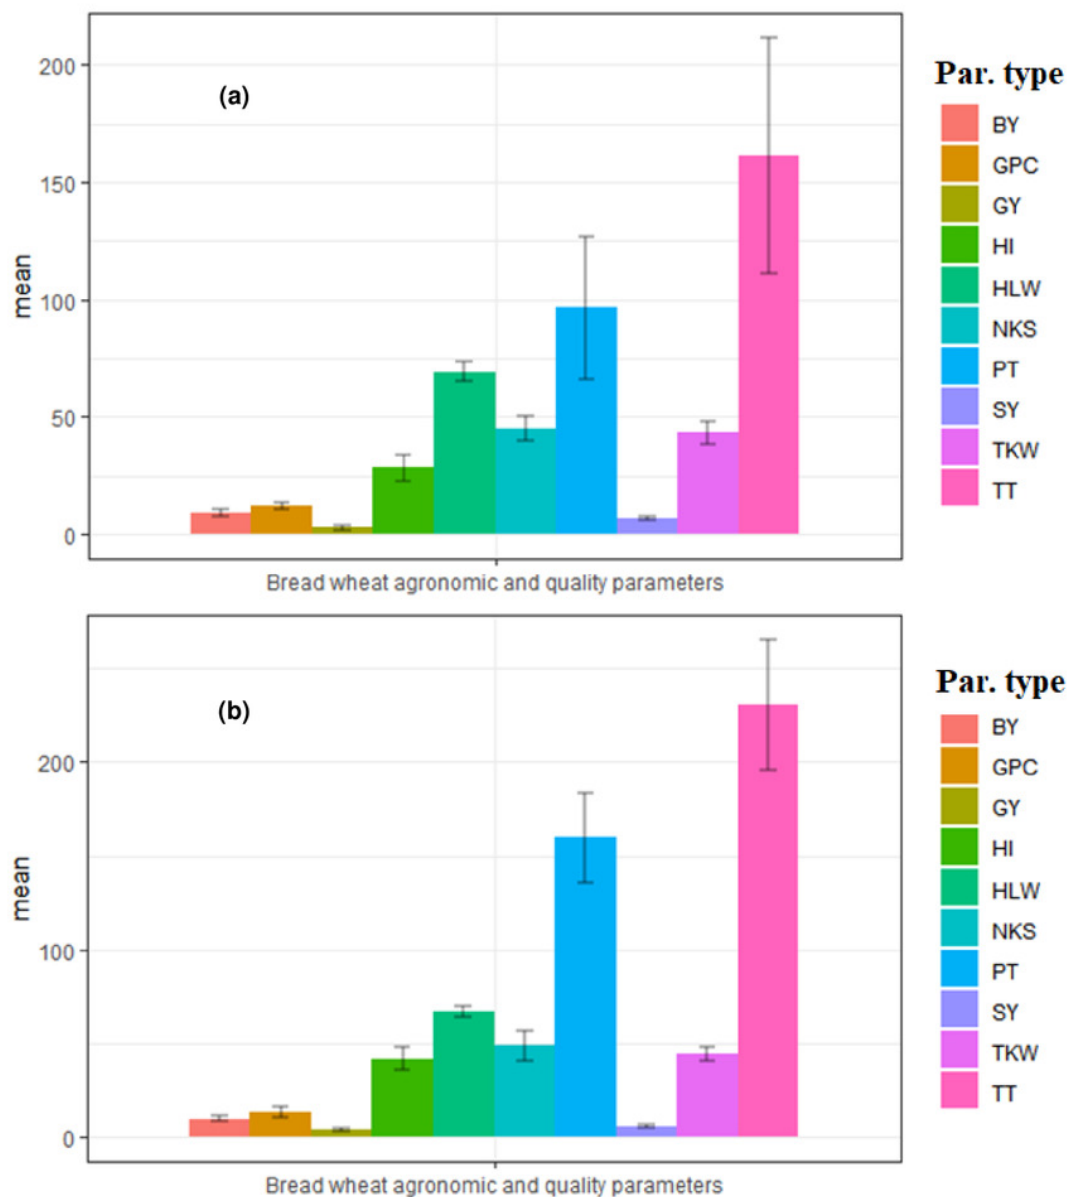 (a)
mean
200
150
100
50
0
Bread wheat agronomic and quality parameters
Par. type
BY
GPC
GY
HI
HLW
NKS
PT
SY
TKW
TT
(b)
mean
200
100
0
Bread wheat agronomic and quality parameters
Par. type
BY
GPC
GY
HI
HLW
NKS
PT
SY
TKW
TT